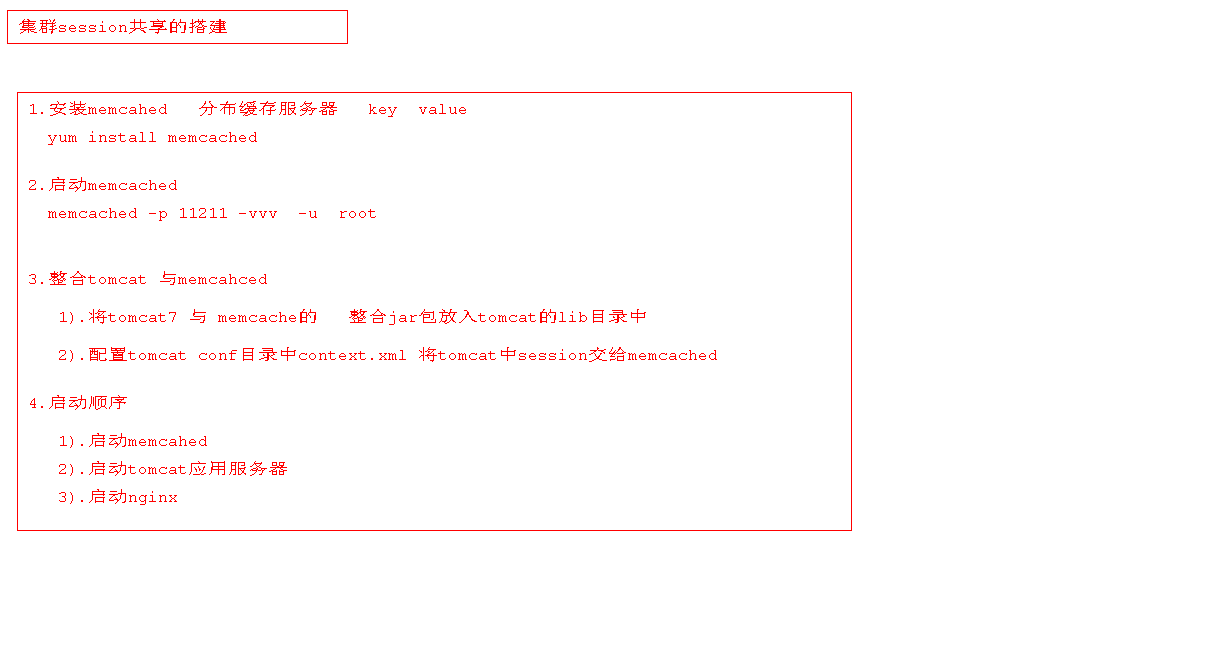 集群session共享的搭建
1.安装memcahed   分布缓存服务器   key  value
yum install memcached
2.启动memcached
memcached -p 11211 -vvv  -u  root
3.整合tomcat 与memcahced
1).将tomcat7 与 memcache的   整合jar包放入tomcat的lib目录中
2).配置tomcat conf目录中context.xml 将tomcat中session交给memcached
4.启动顺序
1).启动memcahed
2).启动tomcat应用服务器
3).启动nginx